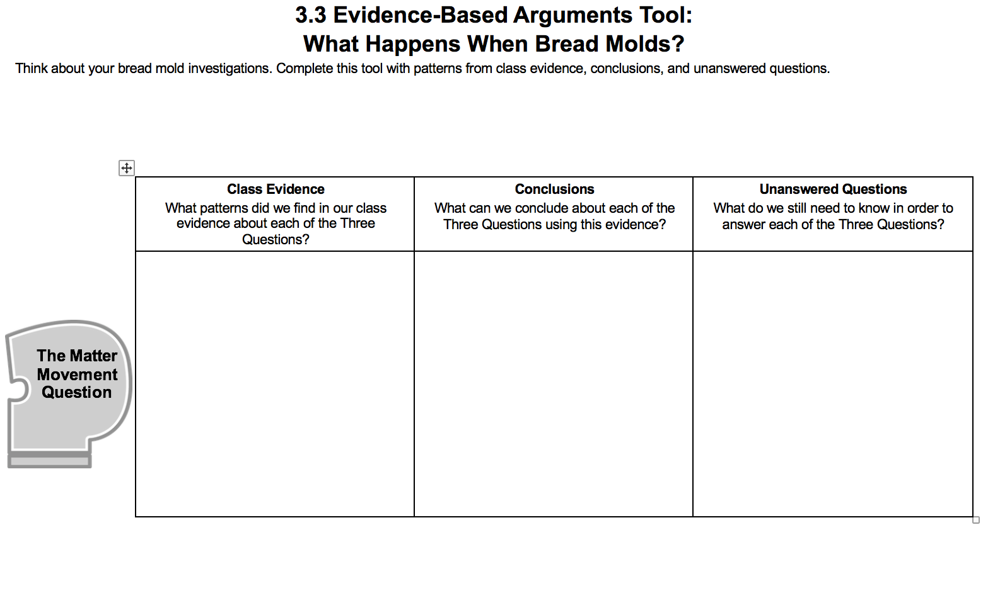 3.3 Evidence-Based Arguments Tool:
What Happens When Bread Molds?
Think about your bread mold investigations. Complete this tool with patterns from class evidence, conclusions, and unanswered questions.
Class Evidence
What patterns did we find in our class
evidence about each of the Three
Questions?
Conclusions
What can we conclude about each of the
Three Questions using this evidence?
Unanswered Questions
What do we still need to know in order to
answer each of the Three Questions?
The Matter
Movement
Question